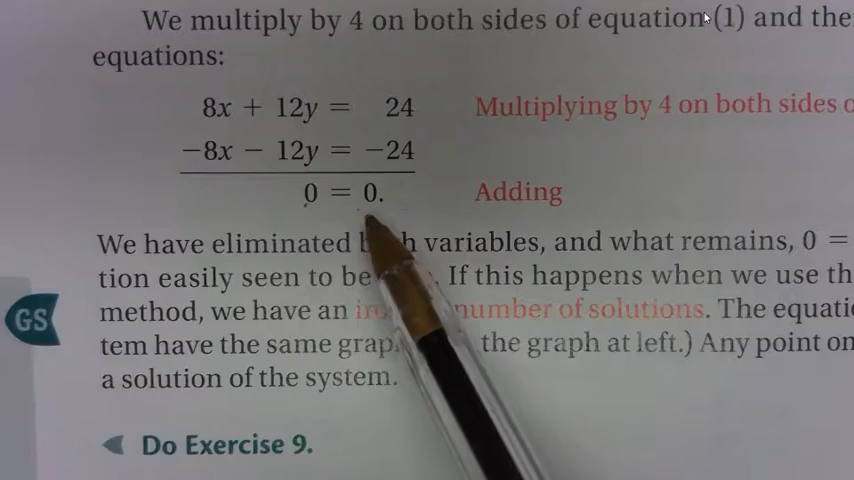 We multiply by 4 on both sides of equation (1) and the
equations:
8x + 12y = 24 Multiplying by 4 on both sides o
−8x − 12y = −24
0 = 0. Adding
We have eliminated variables, and what remains, 0 =
tion easily seen to be If this happens when we use th
method, we have an number of solutions. The equatio
tem have the same grap the graph at left.) Any point on
a solution of the system.
GS
Do Exercise 9.